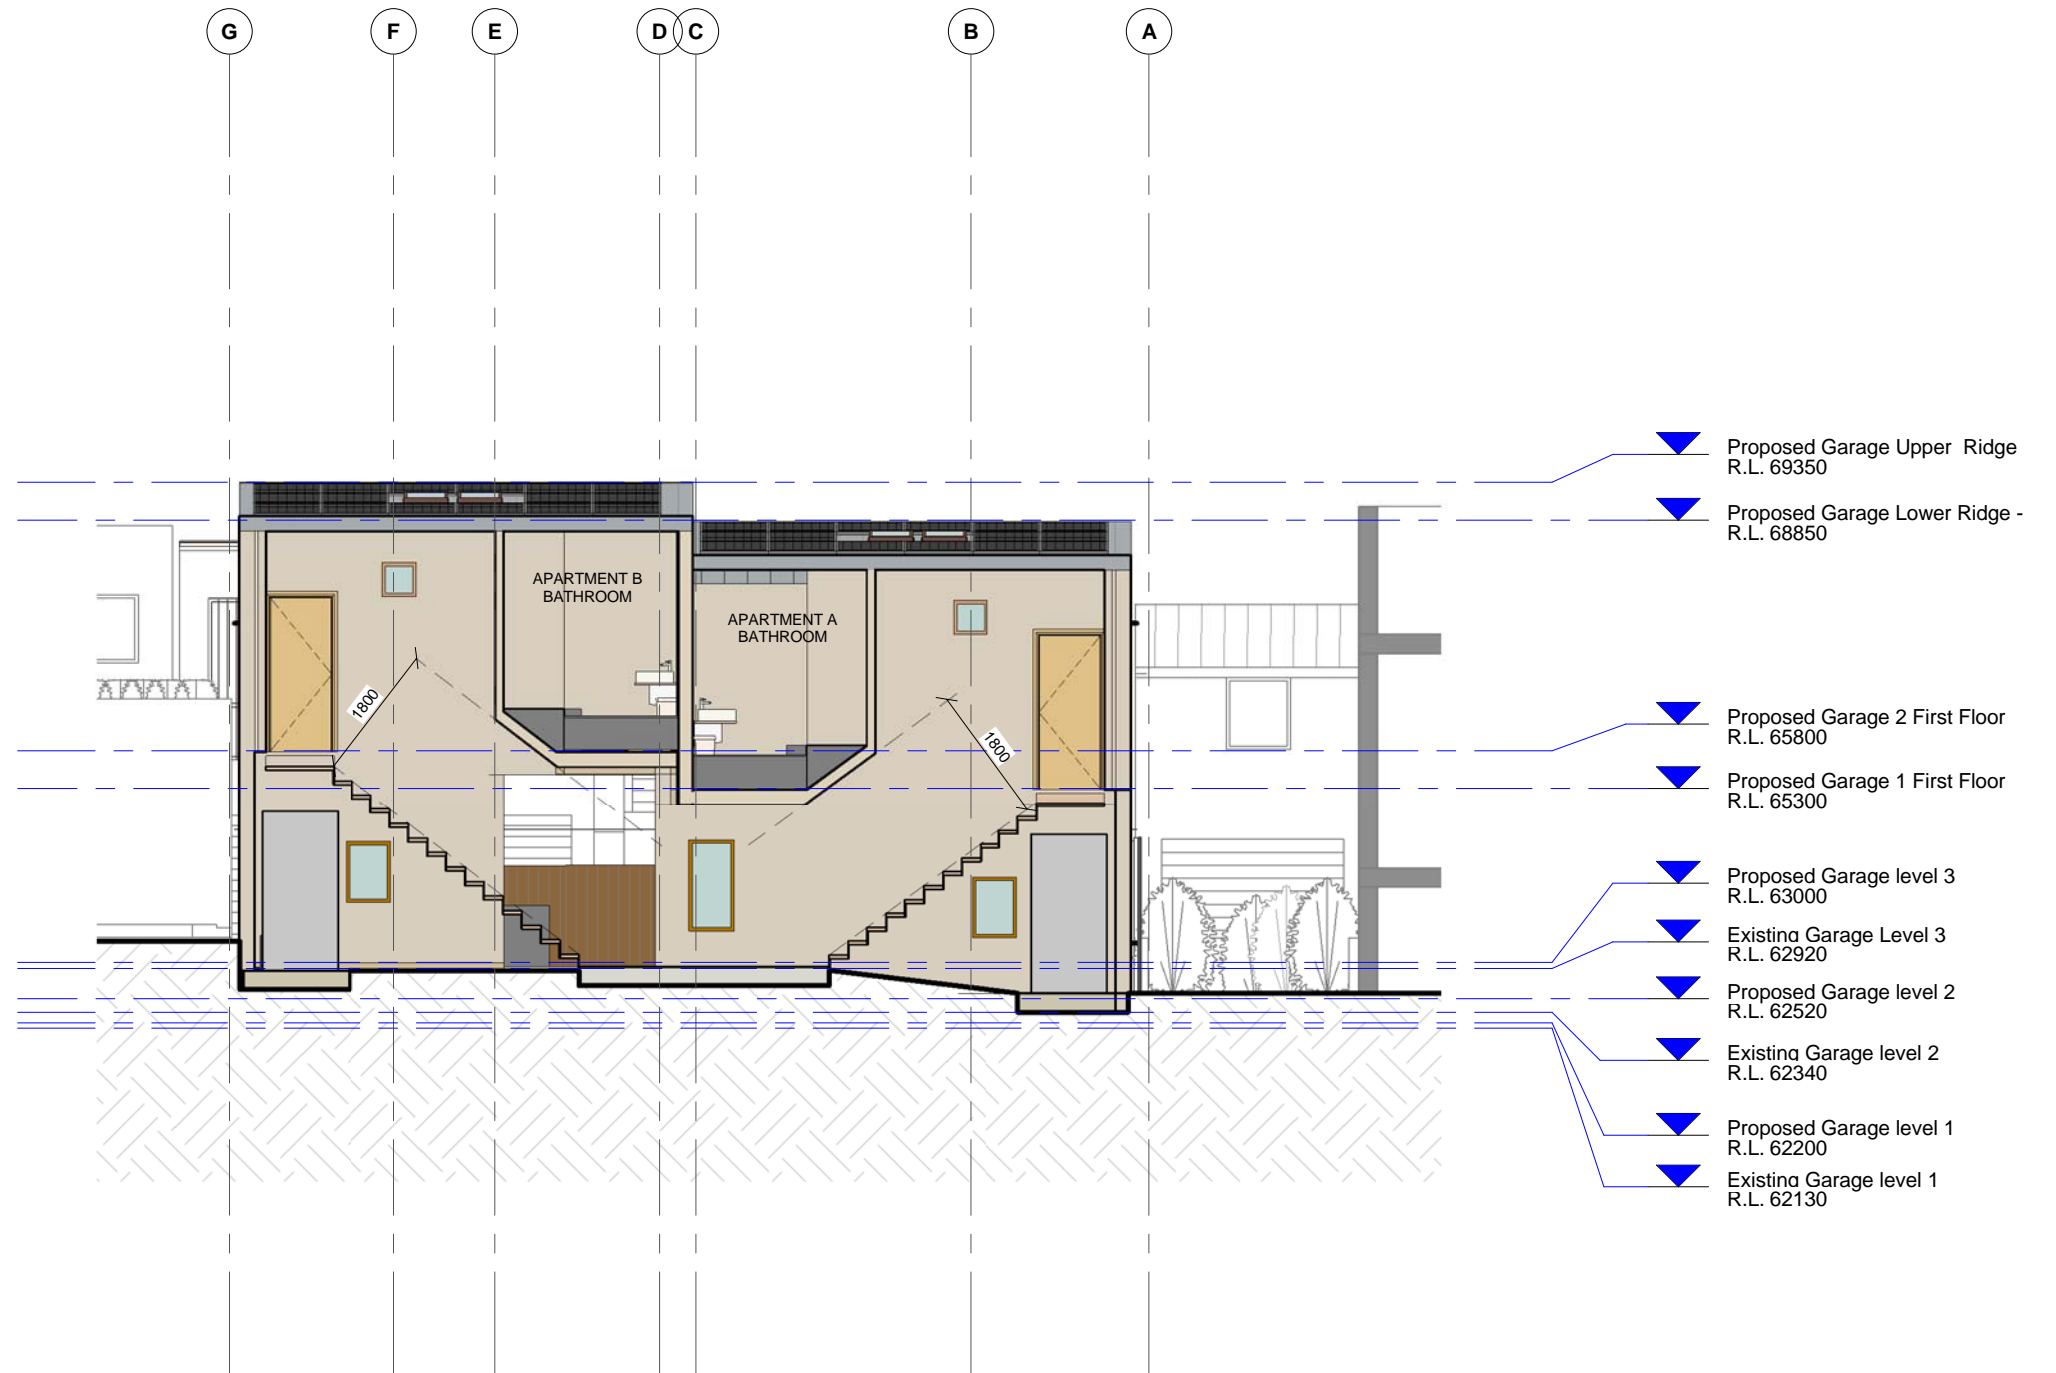 G F E D C B A
Proposed Garage Upper Ridge
R.L. 69350
Proposed Garage Lower Ridge -
R.L. 68850
APARTMENT B
BATHROOM
APARTMENT A
BATHROOM
1800
1800
Proposed Garage 2 First Floor
R.L. 65800
Proposed Garage 1 First Floor
R.L. 65300
Proposed Garage level 3
R.L. 63000
Existing Garage Level 3
R.L. 62920
Proposed Garage level 2
R.L. 62520
Existing Garage level 2
R.L. 62340
Proposed Garage level 1
R.L. 62200
Existing Garage level 1
R.L. 62130